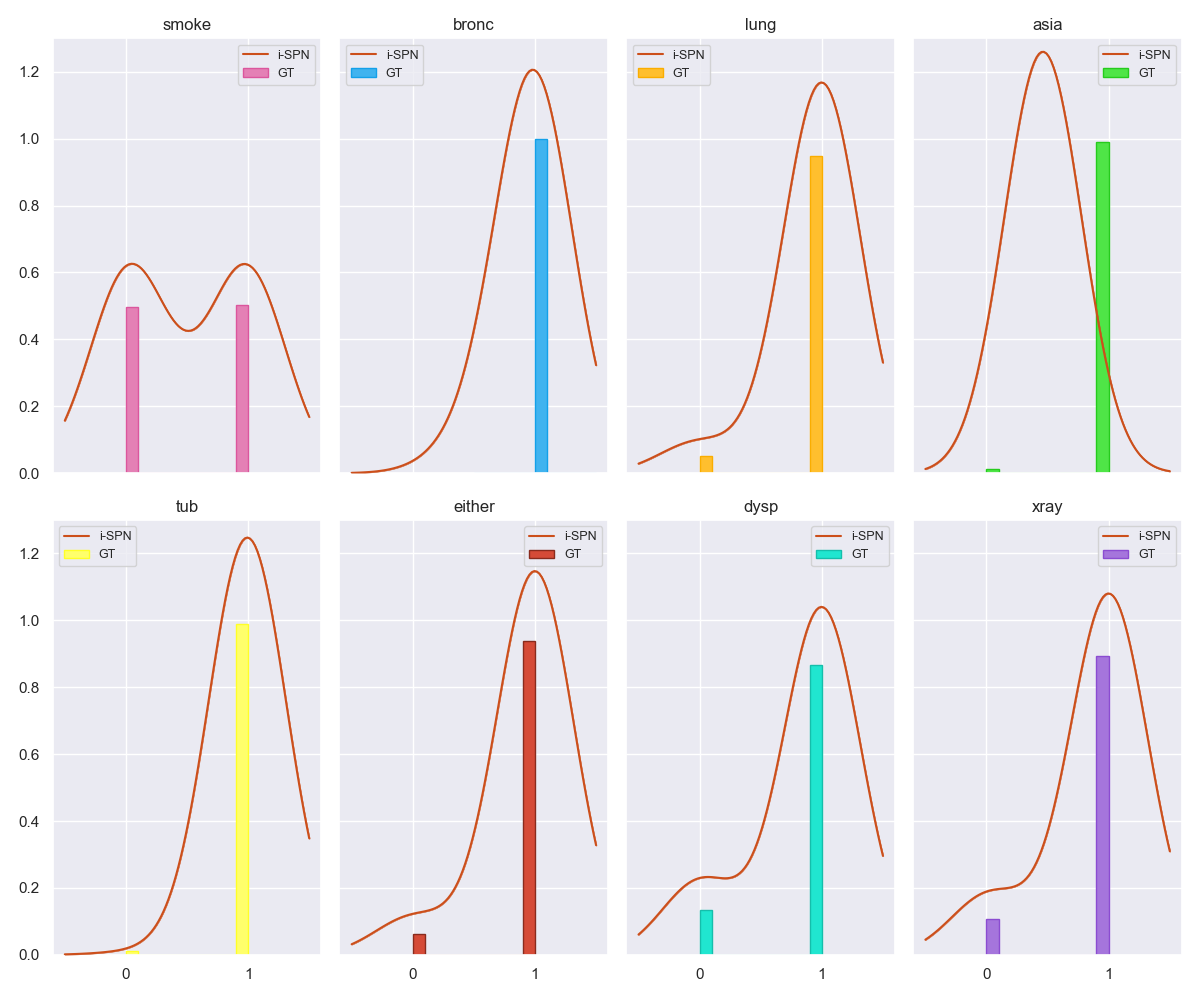 smoke
bronc
lung
asia
i-SPN
GT
i-SPN
GT
i-SPN
GT
i-SPN
GT
1.2
1.0
0.8
0.6
0.4
0.2
0.0
tub
either
dysp
xray
i-SPN
GT
i-SPN
GT
i-SPN
GT
i-SPN
GT
1.2
1.0
0.8
0.6
0.4
0.2
0.0
0 1
0 1
0 1
0 1